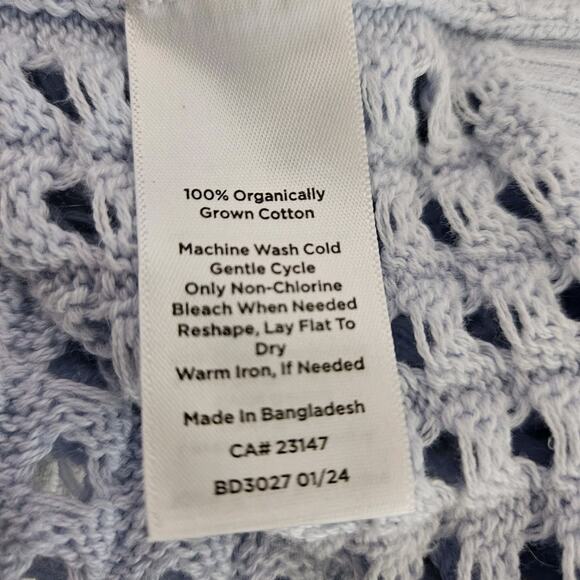 100% Organically
Grown Cotton
Machine Wash Cold
Gentle Cycle
Only Non-Chlorine
Bleach When Needed
Reshape, Lay Flat To
Dry
Warm Iron, If Needed
Made In Bangladesh
CA# 23147
BD3027 01/24